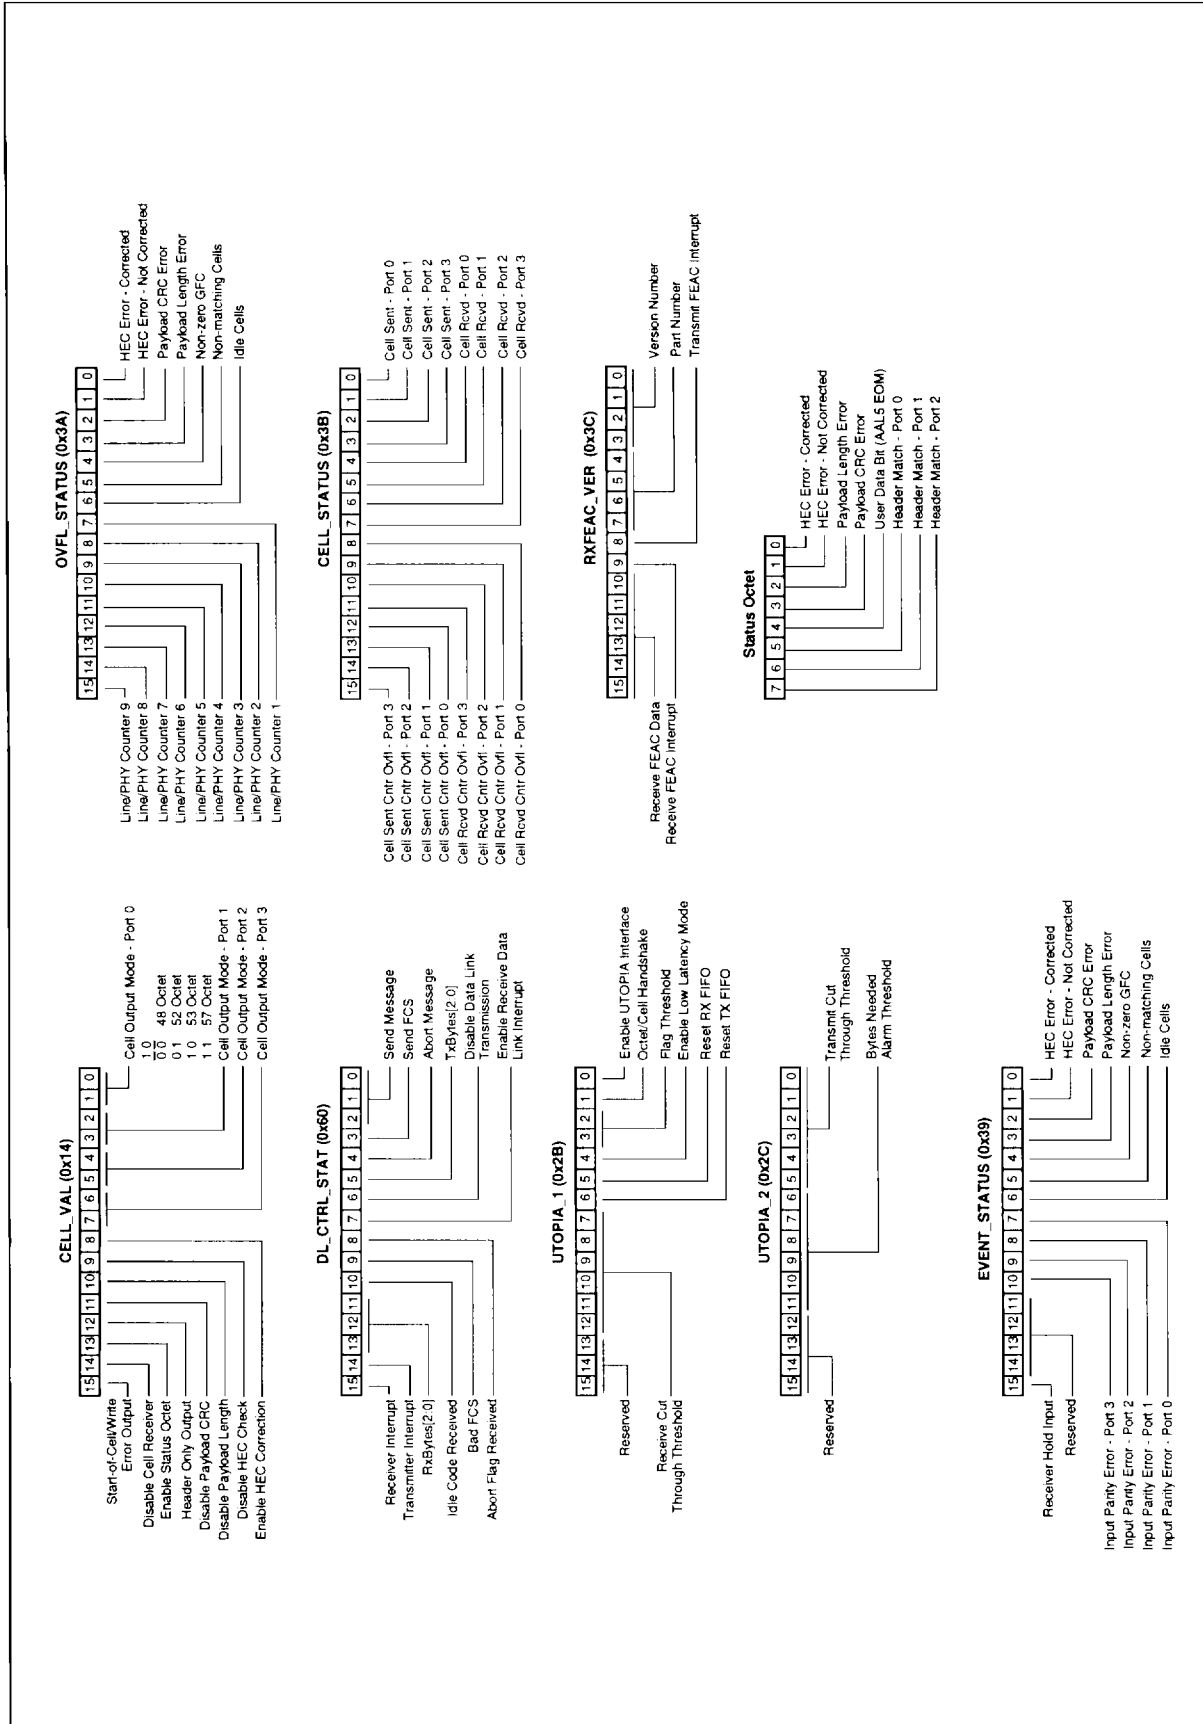 CELL_VAL (0x14)
15 14 13 12 11 10 9 8 7 6 5 4 3 2 1 0
Start-of-Cell/Write
Error Output
Disable Cell Receiver
Enable Status Octet
Header Only Output
Disable Payload CRC
Disable Payload Length
Disable HEC Check
Enable HEC Correction
Cell Output Mode - Port 0
1 0
0 0 48 Octet
0 1 52 Octet
1 0 53 Octet
1 1 57 Octet
Cell Output Mode - Port 1
Cell Output Mode - Port 2
Cell Output Mode - Port 3
DL_CTRL_STAT (0x60)
15 14 13 12 11 10 9 8 7 6 5 4 3 2 1 0
Receiver Interrupt
Transmitter Interrupt
RxBytes[2:0]
Idle Code Received
Bad FCS
Abort Flag Received
Send Message
Send FCS
Abort Message
TxBytes[2:0]
Disable Data Link
Transmission
Enable Receive Data
Link Interrupt
UTOPIA_1 (0x2B)
15 14 13 12 11 10 9 8 7 6 5 4 3 2 1 0
Reserved
Receive Cut
Through Threshold
Enable UTOPIA Interface
Octet/Cell Handshake
Flag Threshold
Enable Low Latency Mode
Reset RX FIFO
Reset TX FIFO
UTOPIA_2 (0x2C)
15 14 13 12 11 10 9 8 7 6 5 4 3 2 1 0
Reserved
Transmit Cut
Through Threshold
Bytes Needed
Alarm Threshold
EVENT_STATUS (0x39)
15 14 13 12 11 10 9 8 7 6 5 4 3 2 1 0
Receiver Hold Input
Reserved
Input Parity Error - Port 3
Input Parity Error - Port 2
Input Parity Error - Port 1
Input Parity Error - Port 0
HEC Error - Corrected
HEC Error - Not Corrected
Payload CRC Error
Payload Length Error
Non-zero GFC
Non-matching Cells
Idle Cells
OVFL_STATUS (0x3A)
15 14 13 12 11 10 9 8 7 6 5 4 3 2 1 0
Line/PHY Counter 9
Line/PHY Counter 8
Line/PHY Counter 7
Line/PHY Counter 6
Line/PHY Counter 5
Line/PHY Counter 4
Line/PHY Counter 3
Line/PHY Counter 2
Line/PHY Counter 1
HEC Error - Corrected
HEC Error - Not Corrected
Payload CRC Error
Payload Length Error
Non-zero GFC
Non-matching Cells
Idle Cells
CELL_STATUS (0x3B)
15 14 13 12 11 10 9 8 7 6 5 4 3 2 1 0
Cell Sent Cntr Ovfl - Port 3
Cell Sent Cntr Ovfl - Port 2
Cell Sent Cntr Ovfl - Port 1
Cell Sent Cntr Ovfl - Port 0
Cell Rcvd Cntr Ovfl - Port 3
Cell Rcvd Cntr Ovfl - Port 2
Cell Rcvd Cntr Ovfl - Port 1
Cell Rcvd Cntr Ovfl - Port 0
Cell Sent - Port 0
Cell Sent - Port 1
Cell Sent - Port 2
Cell Sent - Port 3
Cell Rcvd - Port 0
Cell Rcvd - Port 1
Cell Rcvd - Port 2
Cell Rcvd - Port 3
RXFEAC_VER (0x3C)
15 14 13 12 11 10 9 8 7 6 5 4 3 2 1 0
Receive FEAC Data
Receive FEAC Interrupt
Version Number
Part Number
Transmit FEAC Interrupt
Status Octet
7 6 5 4 3 2 1 0
HEC Error - Corrected
HEC Error - Not Corrected
Payload Length Error
Payload CRC Error
User Data Bit (AAL5 EOM)
Header Match - Port 0
Header Match - Port 1
Header Match - Port 2